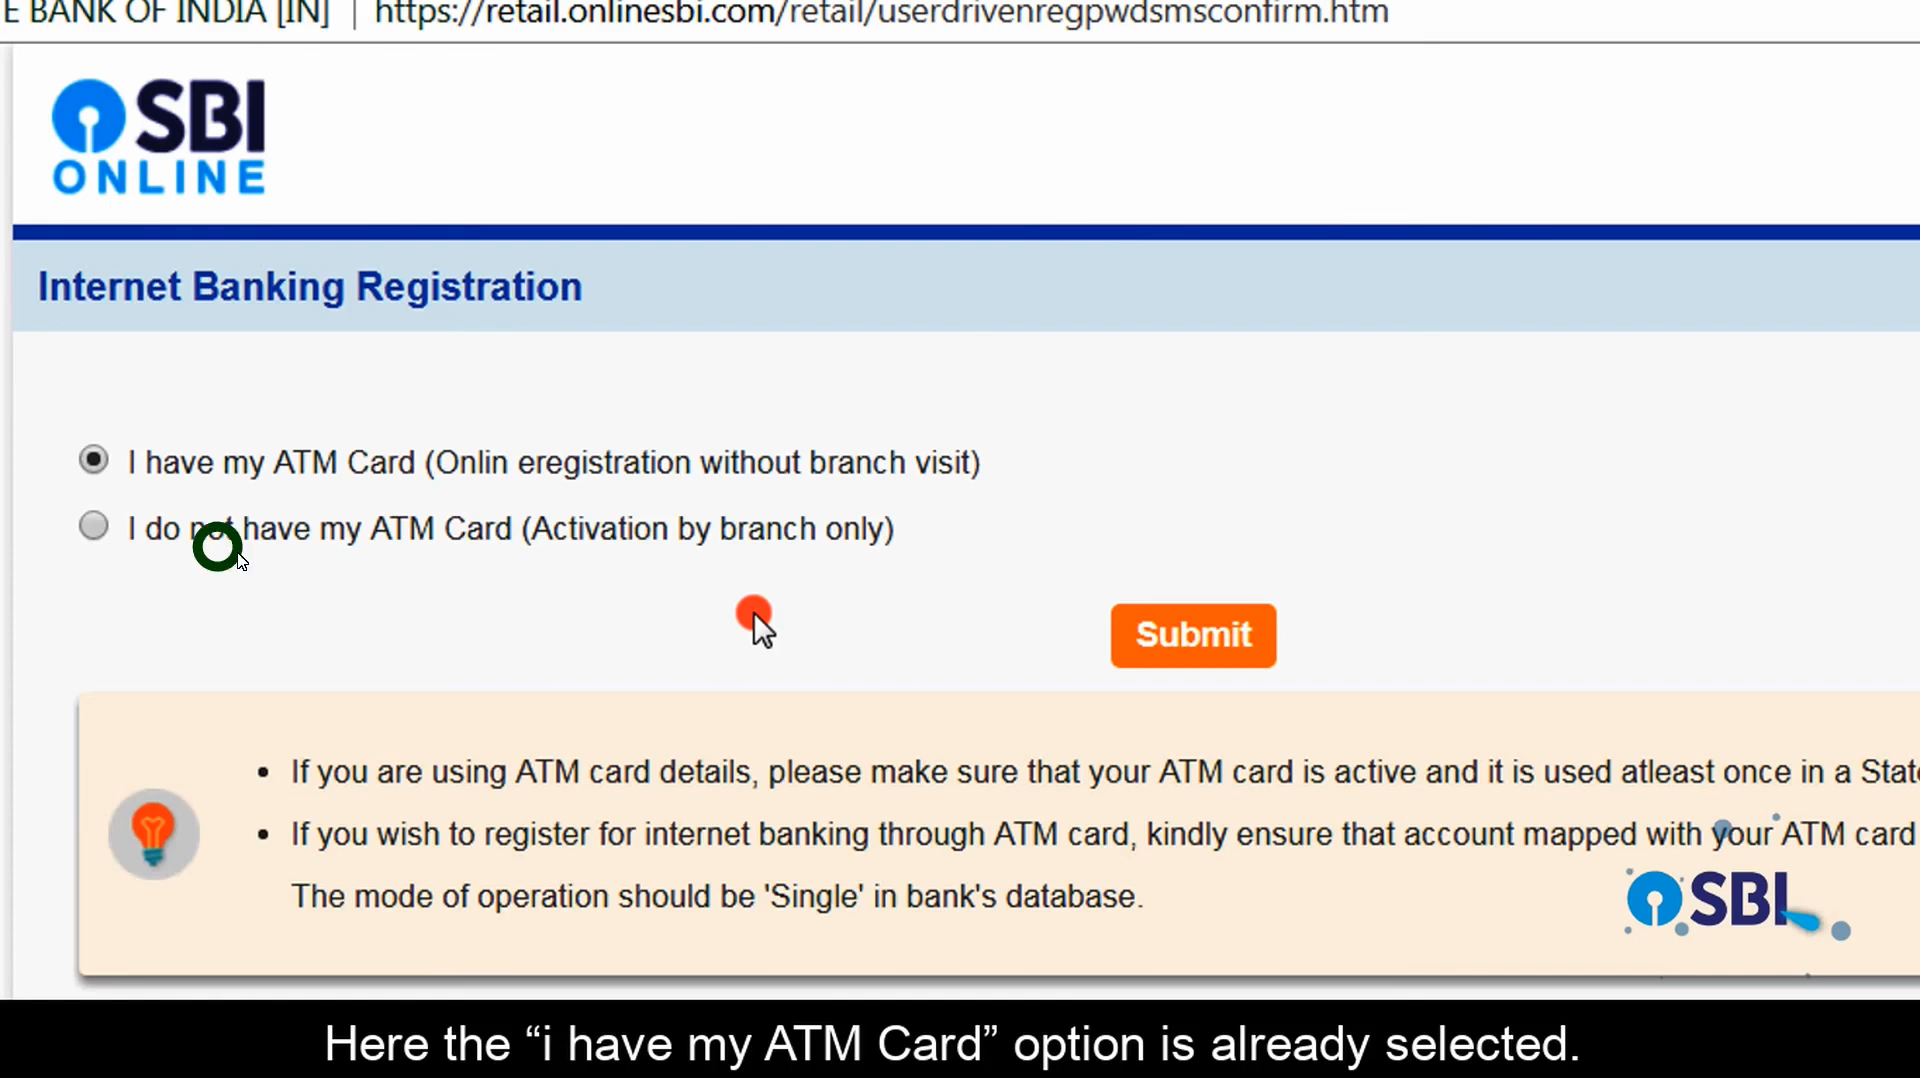 E BANK OF INDIA [IN] | https://retail.onlinesbi.com/retail/userdrivenregpwdsmsconfirm.htm
SBI
ONLINE
Internet Banking Registration
I have my ATM Card (Onlin eregistration without branch visit)
I do not have my ATM Card (Activation by branch only)
Submit
If you are using ATM card details, please make sure that your ATM card is active and it is used atleast once in a State
If you wish to register for internet banking through ATM card, kindly ensure that account mapped with your ATM card
The mode of operation should be 'Single' in bank's database.
SBI
Here the “i have my ATM Card” option is already selected.